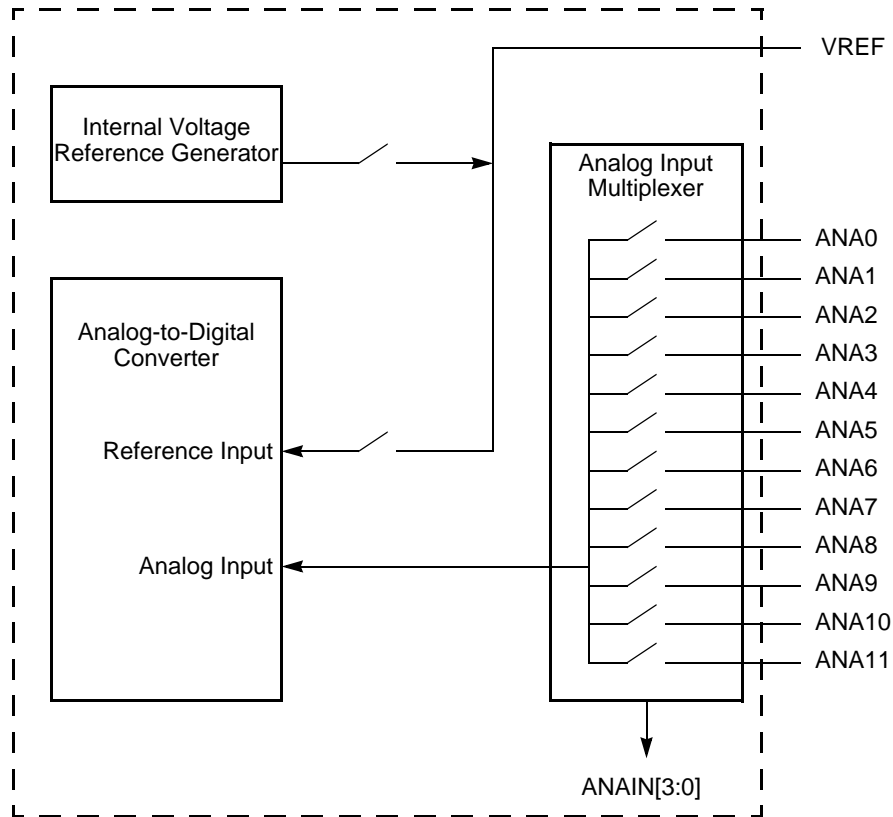 VREF
Internal Voltage
Reference Generator
Analog Input
Multiplexer
ANA0
ANA1
ANA2
ANA3
ANA4
ANA5
ANA6
ANA7
ANA8
ANA9
ANA10
ANA11
Analog-to-Digital
Converter
Reference Input
Analog Input
ANAIN[3:0]